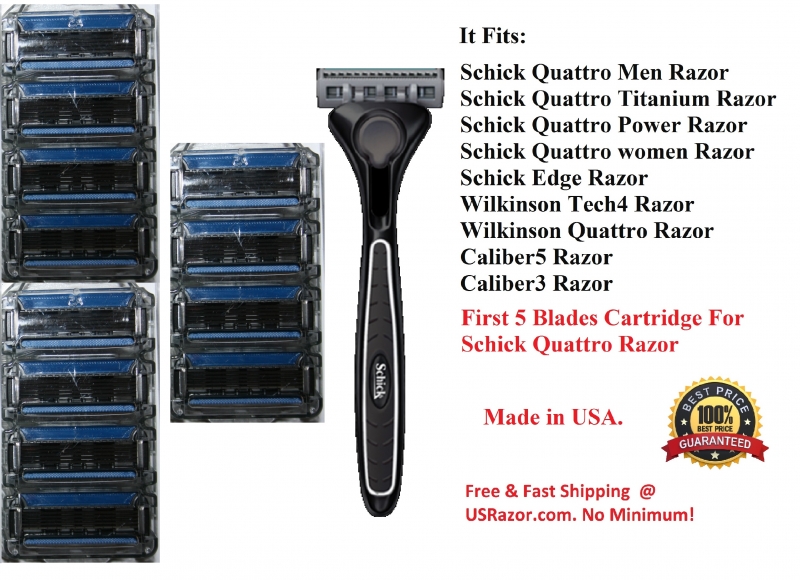 It Fits:
Schick Quattro Men Razor
Schick Quattro Titanium Razor
Schick Quattro Power Razor
Schick Quattro women Razor
Schick Edge Razor
Wilkinson Tech4 Razor
Wilkinson Quattro Razor
Caliber5 Razor
Caliber3 Razor
First 5 Blades Cartridge For
Schick Quattro Razor
Schick
Made in USA.
BEST PRICE
100%
BEST PRICE
GUARANTEED
Free & Fast Shipping @
USRazor.com. No Minimum!